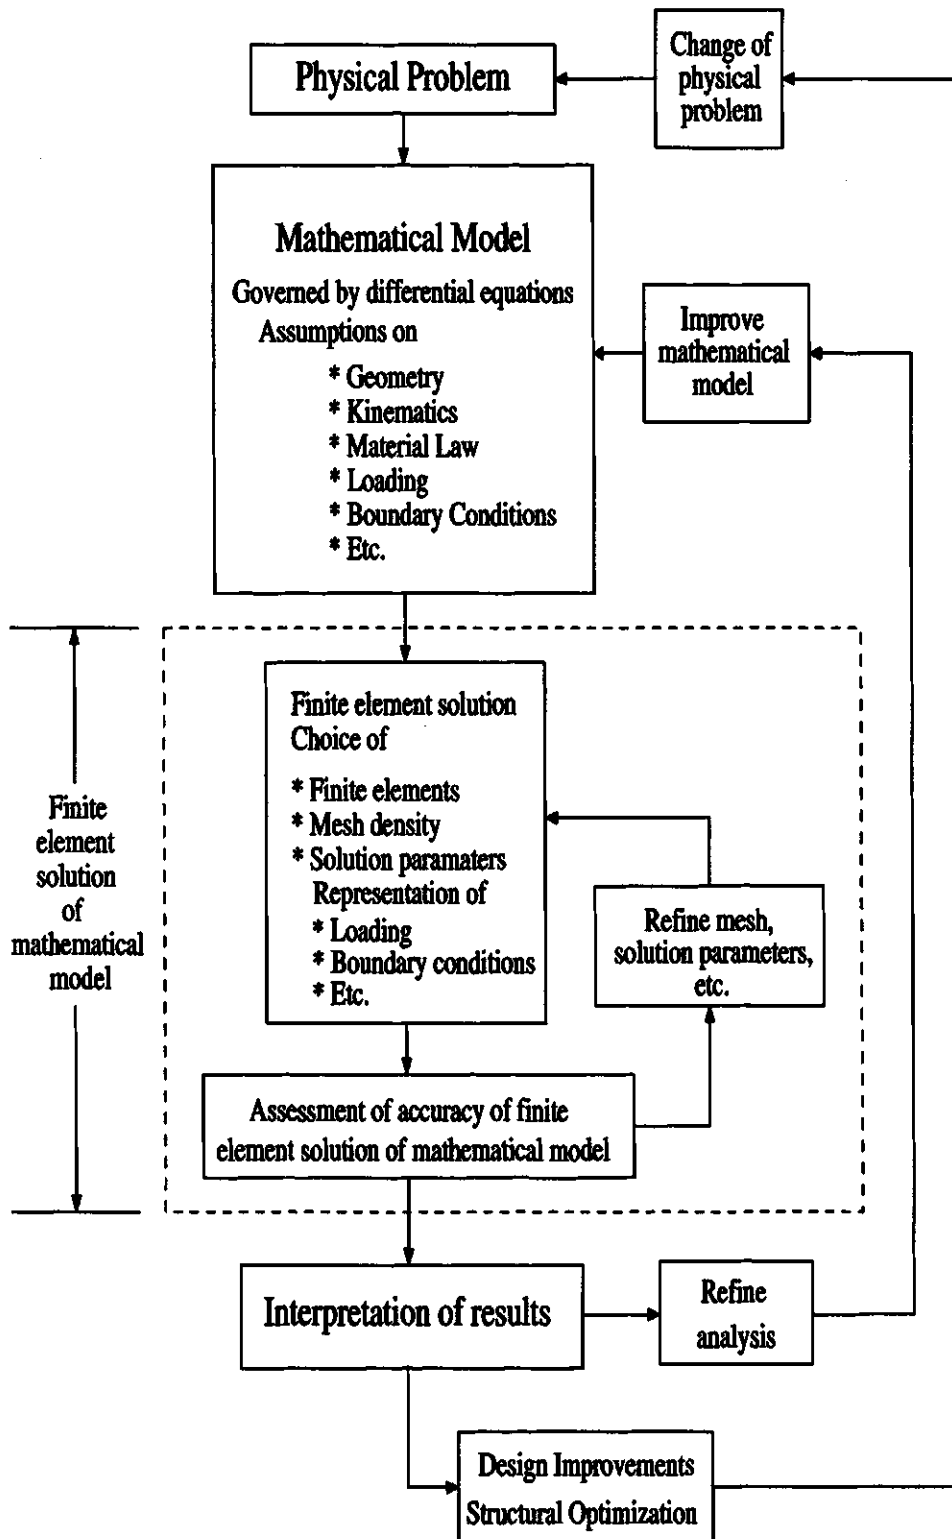 Physical Problem
Change of
physical
problem
Mathematical Model
Governed by differential equations
Assumptions on
* Geometry
* Kinematics
* Material Law
* Loading
* Boundary Conditions
* Etc.
Improve
mathematical
model
Finite
element
solution
of
mathematical
model
Finite element solution
Choice of
* Finite elements
* Mesh density
* Solution paramaters
Representation of
* Loading
* Boundary conditions
* Etc.
Refine mesh,
solution parameters,
etc.
Assessment of accuracy of finite
element solution of mathematical model
Interpretation of results
Refine
analysis
Design Improvements
Structural Optimization